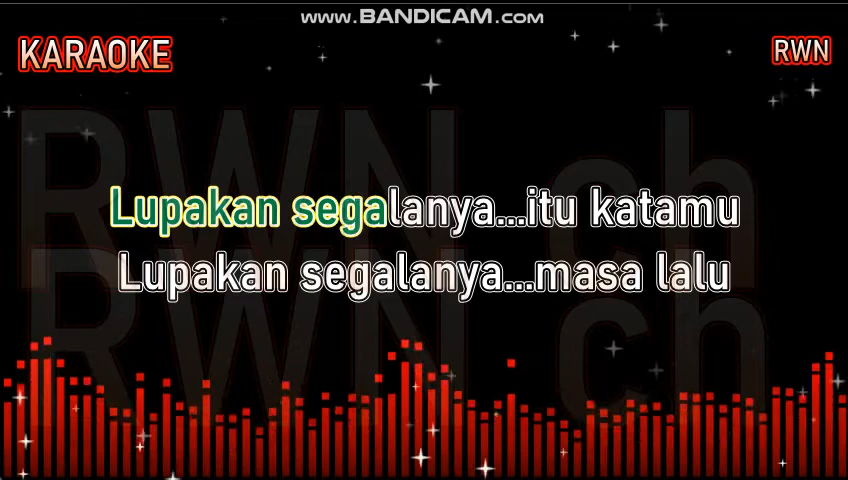 www.BANDICAM.com
KARAOKE
RWN
RWN ch
Lupakan segalanya...itu katamu
Lupakan segalanya...masa lalu
RWN ch